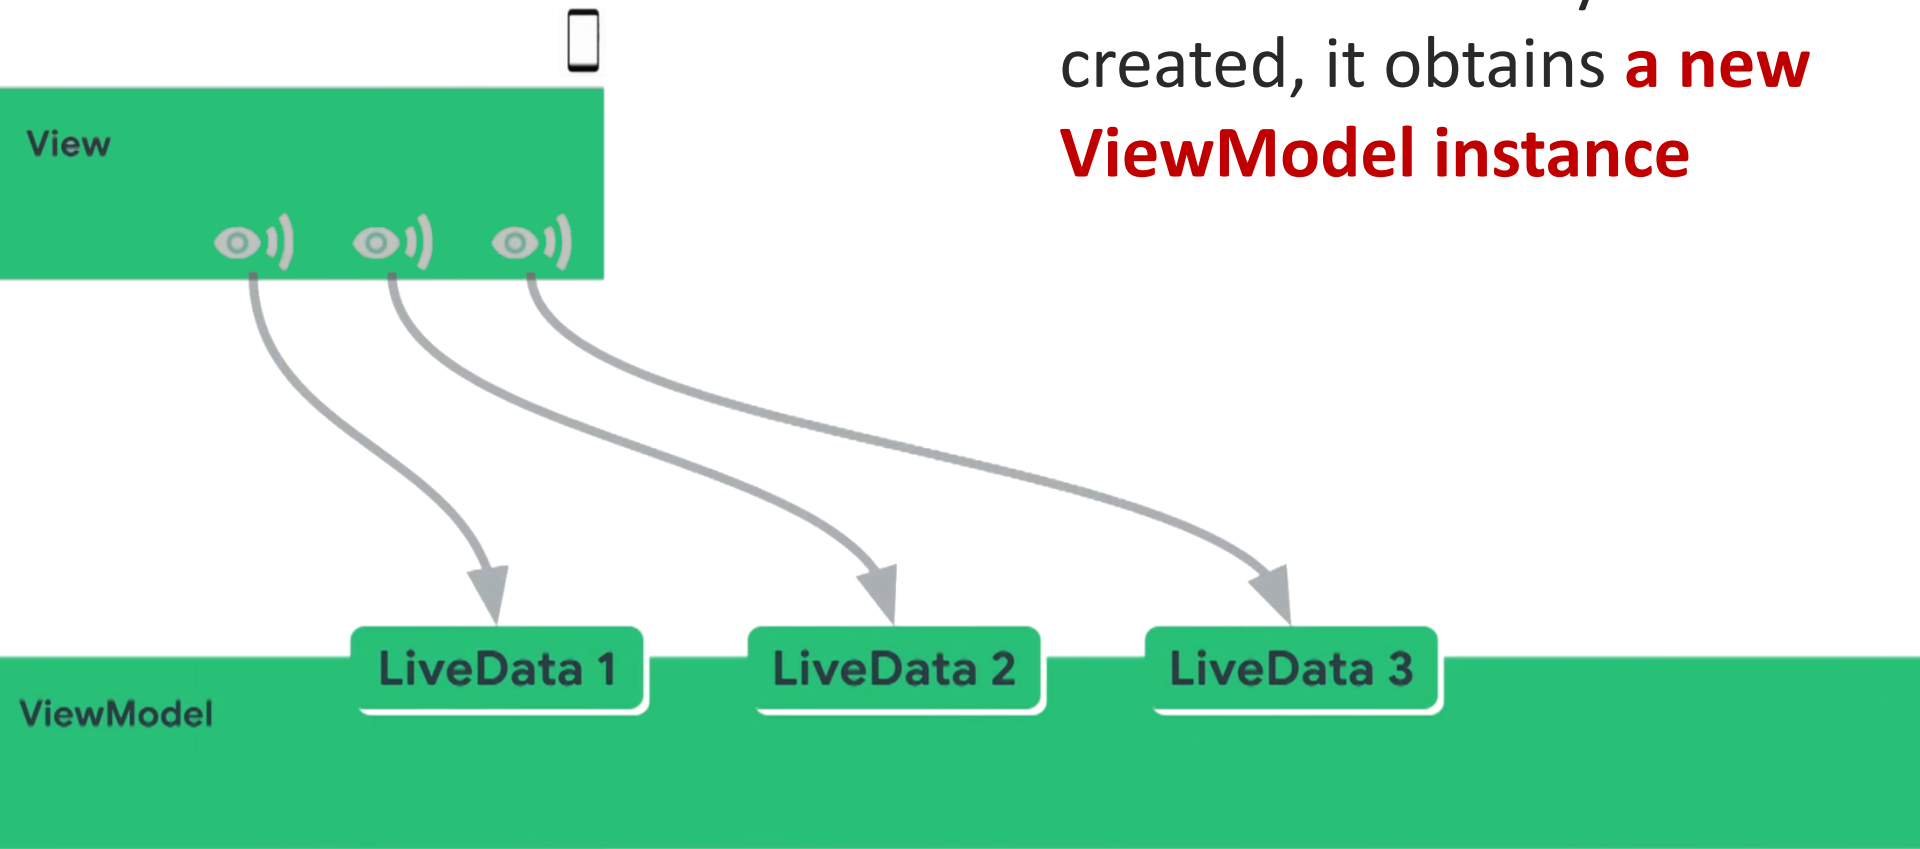 created, it obtains a new
ViewModel instance
View
LiveData 1
LiveData 2
LiveData 3
ViewModel